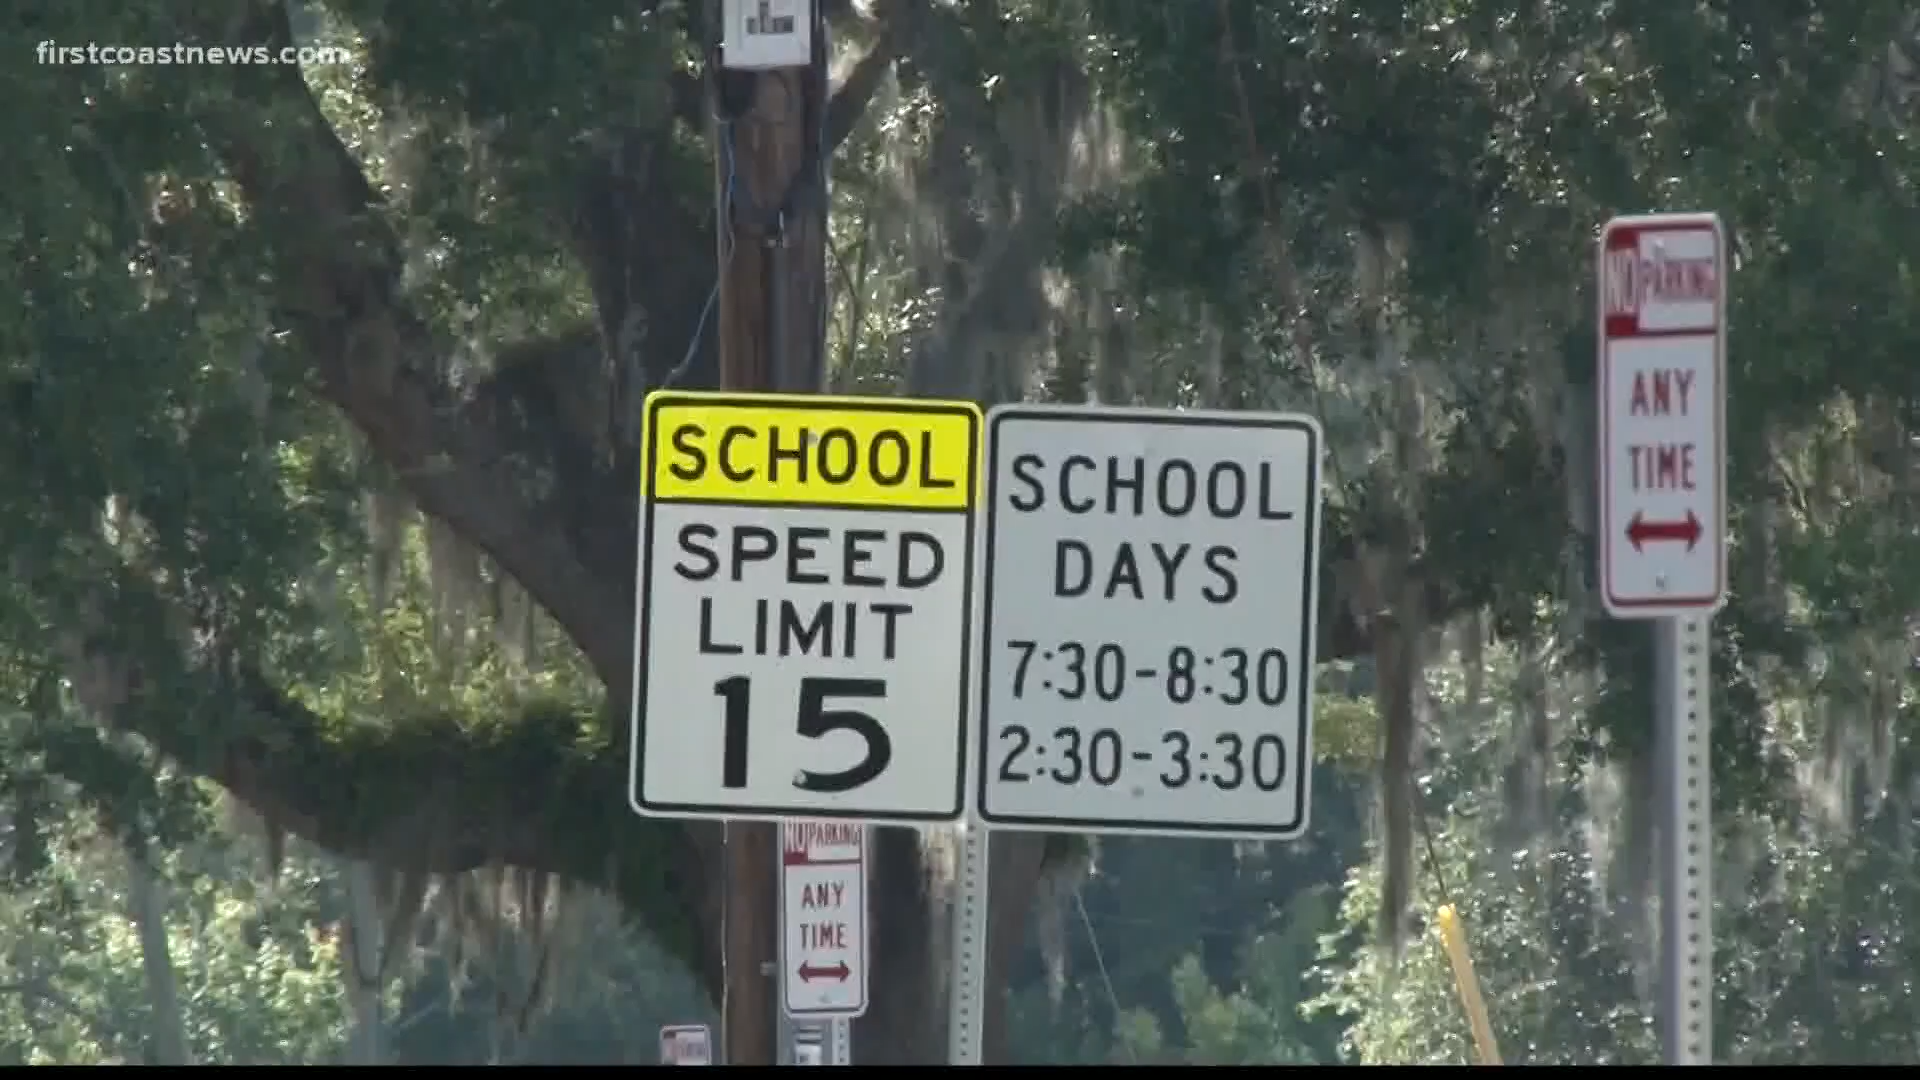 firstcoastnews.com
SCHOOL
SPEED
LIMIT
15
SCHOOL
DAYS
7:30-8:30
2:30-3:30
NO PARKING
ANY
TIME
NO PARKING
ANY
TIME